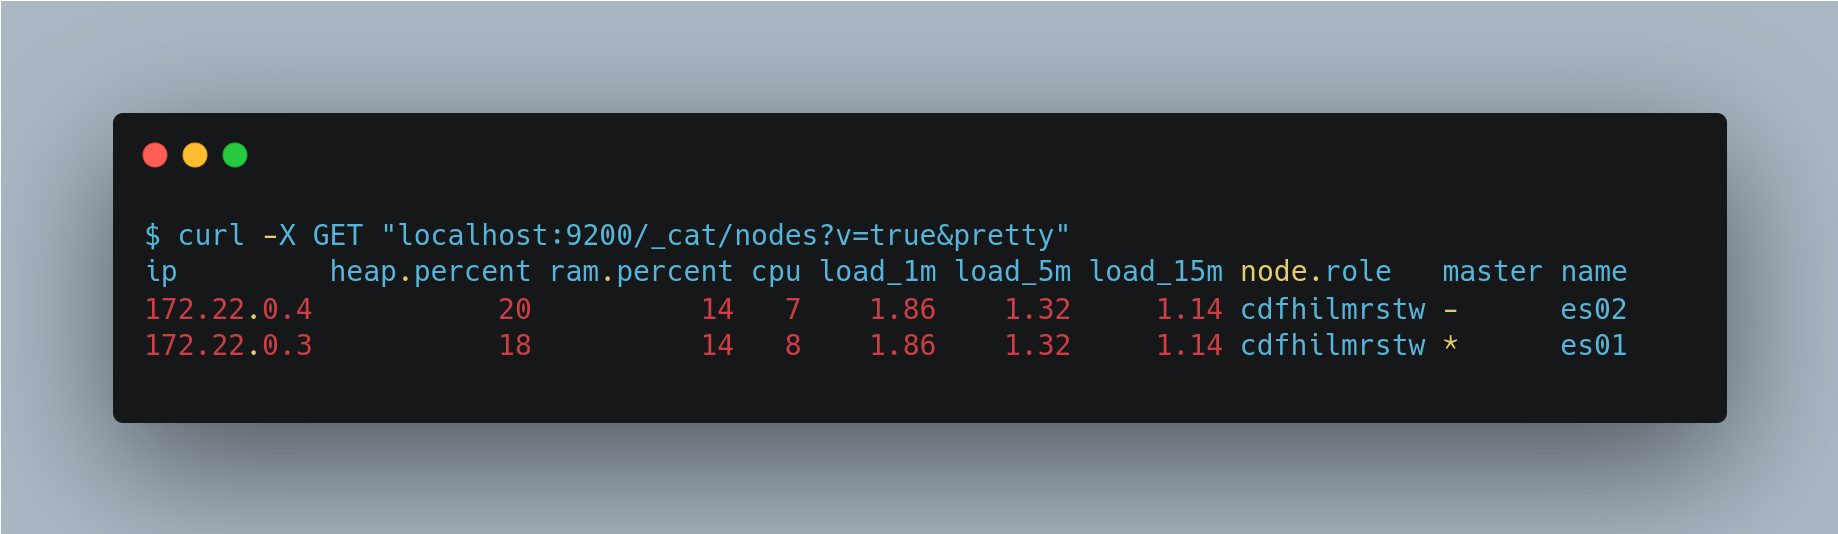 $ curl -X GET "localhost:9200/_cat/nodes?v=true&pretty"
ip         heap.percent ram.percent cpu load_1m load_5m load_15m node.role   master name
172.22.0.4           20          14   7    1.86    1.32     1.14 cdfhilmrstw -      es02
172.22.0.3           18          14   8    1.86    1.32     1.14 cdfhilmrstw *      es01